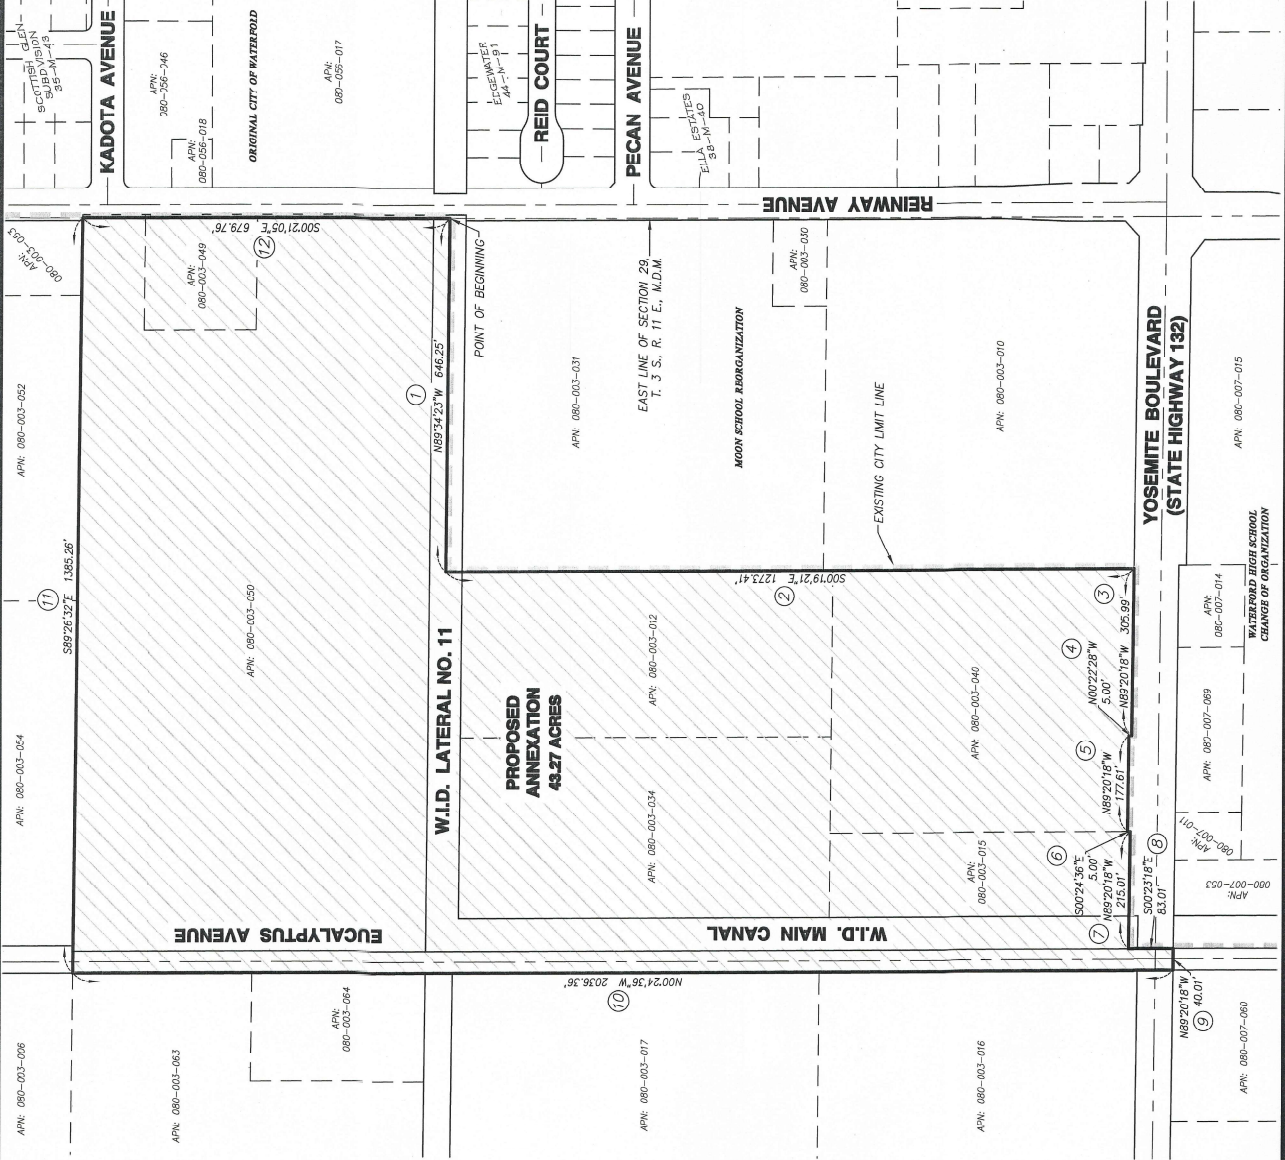 SCOTTISH GLEN
SUBDIVISION
35-M-43
KADOTA AVENUE
APN:
080-056-046
APN:
080-056-018
ORIGINAL CITY OF WATERFORD
APN:
080-056-017
EDGEWATER
44-M-91
REID COURT
PECAN AVENUE
ELLA ESTATES
38-M-40
REINWAY AVENUE
APN:
080-003-053
S00°21'05"E 679.76'
12
APN:
080-003-049
POINT OF BEGINNING
1
N89°34'23"W 646.25'
APN: 080-003-031
EAST LINE OF SECTION 29,
T. 3 S., R. 11 E., M.D.M.
MOON SCHOOL REORGANIZATION
APN:
080-003-030
APN: 080-003-010
EXISTING CITY LIMIT LINE
YOSEMITE BOULEVARD
(STATE HIGHWAY 132)
APN: 080-007-015
WATERFORD HIGH SCHOOL
CHANGE OF ORGANIZATION
APN: 080-003-052
11
S89°26'32"E 1385.26'
APN: 080-003-054
APN: 080-003-050
W.I.D. LATERAL NO. 11
PROPOSED
ANNEXATION
43.27 ACRES
APN: 080-003-012
APN: 080-003-034
S00°19'21"E 1273.41'
2
APN: 080-003-040
APN:
080-003-015
3
N89°20'18"W 305.99'
4
N00°22'28"W
5.00'
5
N89°20'18"W
177.61'
6
S00°24'36"E
5.00'
7
N89°20'18"W
215.01'
8
S00°23'18"E
83.01'
APN:
080-007-014
APN: 080-007-069
APN:
080-007-011
APN:
080-007-053
EUCALYPTUS AVENUE
W.I.D. MAIN CANAL
N00°24'36"W 2036.36'
10
N89°20'18"W
9
40.01'
APN: 080-003-006
APN: 080-003-063
APN:
080-003-064
APN: 080-003-017
APN: 080-003-016
APN: 080-007-060